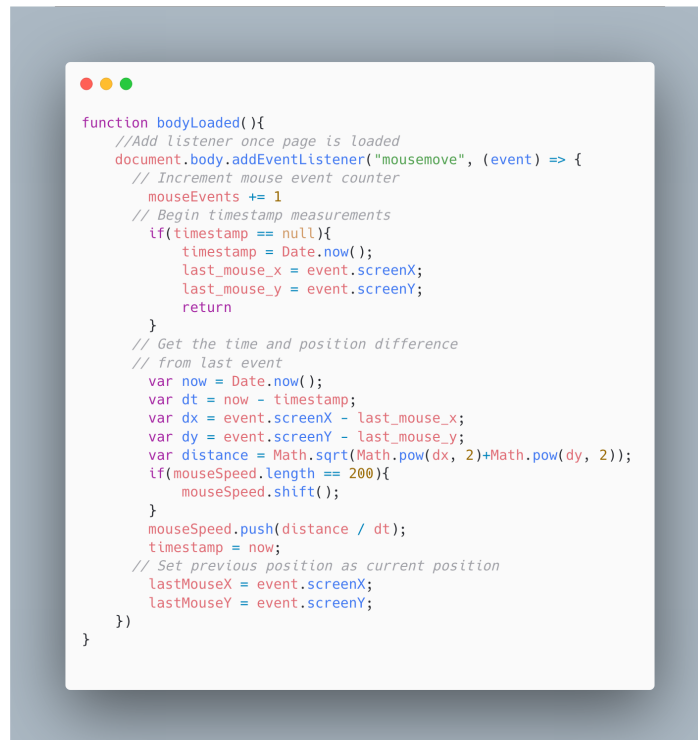 function bodyLoaded(){
    //Add listener once page is loaded
    document.body.addEventListener("mousemove", (event) => {
      // Increment mouse event counter
        mouseEvents += 1
      // Begin timestamp measurements
        if(timestamp == null){
            timestamp = Date.now();
            last_mouse_x = event.screenX;
            last_mouse_y = event.screenY;
            return
        }
      // Get the time and position difference
      // from last event
        var now = Date.now();
        var dt = now - timestamp;
        var dx = event.screenX - last_mouse_x;
        var dy = event.screenY - last_mouse_y;
        var distance = Math.sqrt(Math.pow(dx, 2)+Math.pow(dy, 2));
        if(mouseSpeed.length == 200){
            mouseSpeed.shift();
        }
        mouseSpeed.push(distance / dt);
        timestamp = now;
      // Set previous position as current position
        lastMouseX = event.screenX;
        lastMouseY = event.screenY;
    })
}